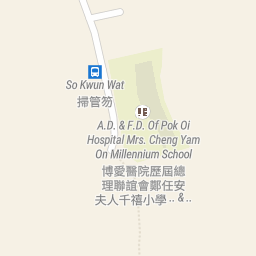 So Kwun Wat
掃管笏
A.D. & F.D. Of Pok Oi
Hospital Mrs. Cheng Yam
On Millennium School
博愛醫院歷屆總
理聯誼會鄭任安
夫人千禧小學 .. & ..